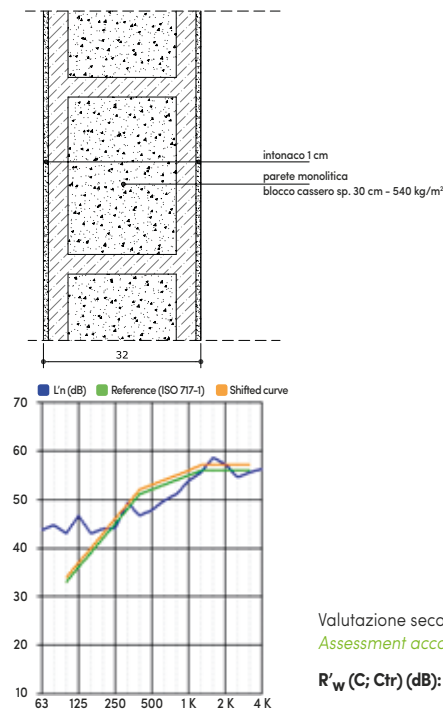 intonaco 1 cm
parete monolitica
blocco cassero sp. 30 cm - 540 kg/m²
32
L'n (dB) Reference (ISO 717-1) Shifted curve
70
60
50
40
30
20
10
63 125 250 500 1 K 2 K 4 K
Valutazione
Assessment
R'w (C; Ctr) (dB):